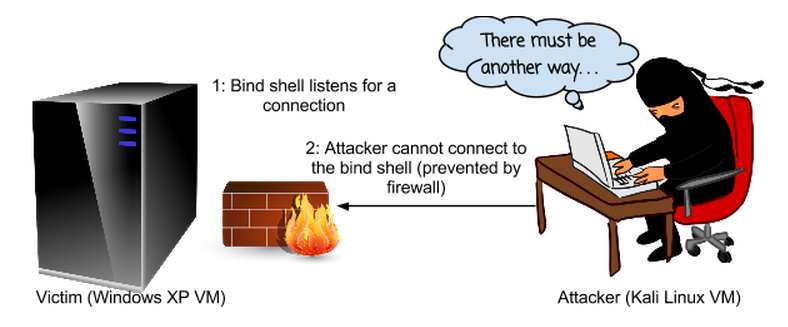 There must be
another way...
1: Bind shell listens for a
connection
2: Attacker cannot connect to
the bind shell (prevented by
firewall)
Victim (Windows XP VM)
Attacker (Kali Linux VM)